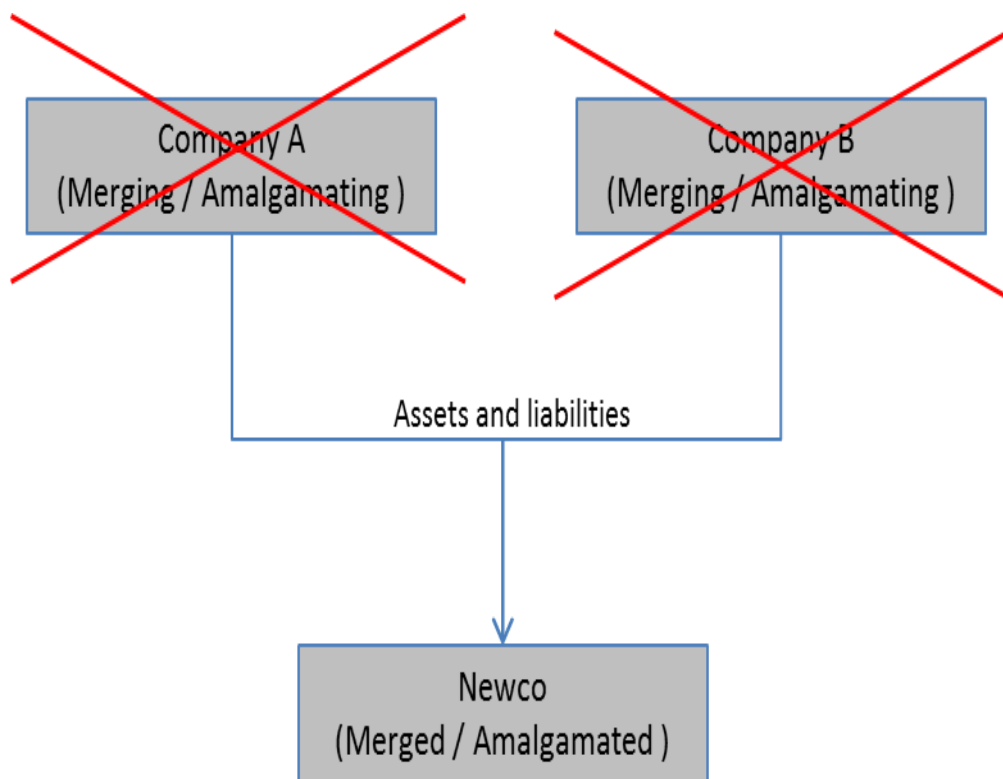 Company A
(Merging / Amalgamating )
Company B
(Merging / Amalgamating )
Assets and liabilities
Newco
(Merged / Amalgamated )